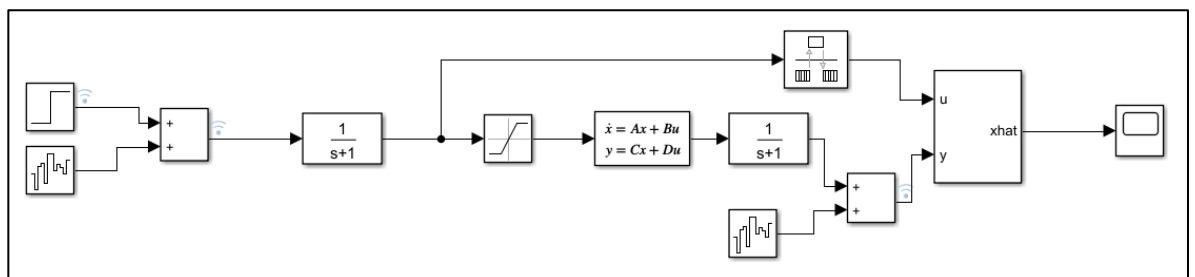 +
+
1
s+1
ẋ = Ax + Bu
y = Cx + Du
1
s+1
+
+
u
y
xhat